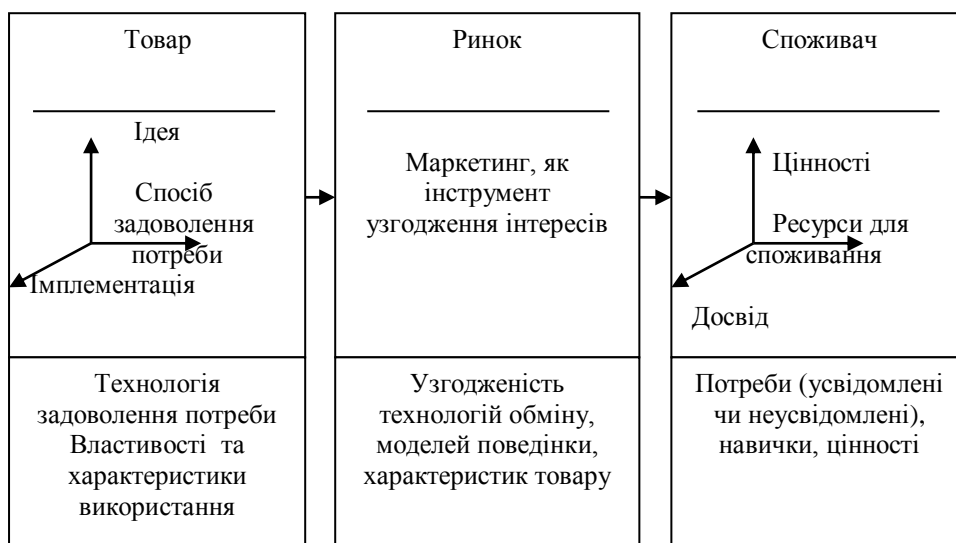 Товар
Ідея
Спосіб
задоволення
потреби
Імплементація
Технологія
задоволення потреби
Властивості та
характеристики
використання
Ринок
Маркетинг, як
інструмент
узгодження інтересів
Узгодженість
технологій обміну,
моделей поведінки,
характеристик товару
Споживач
Цінності
Ресурси для
споживання
Досвід
Потреби (усвідомлені
чи неусвідомлені),
навички, цінності